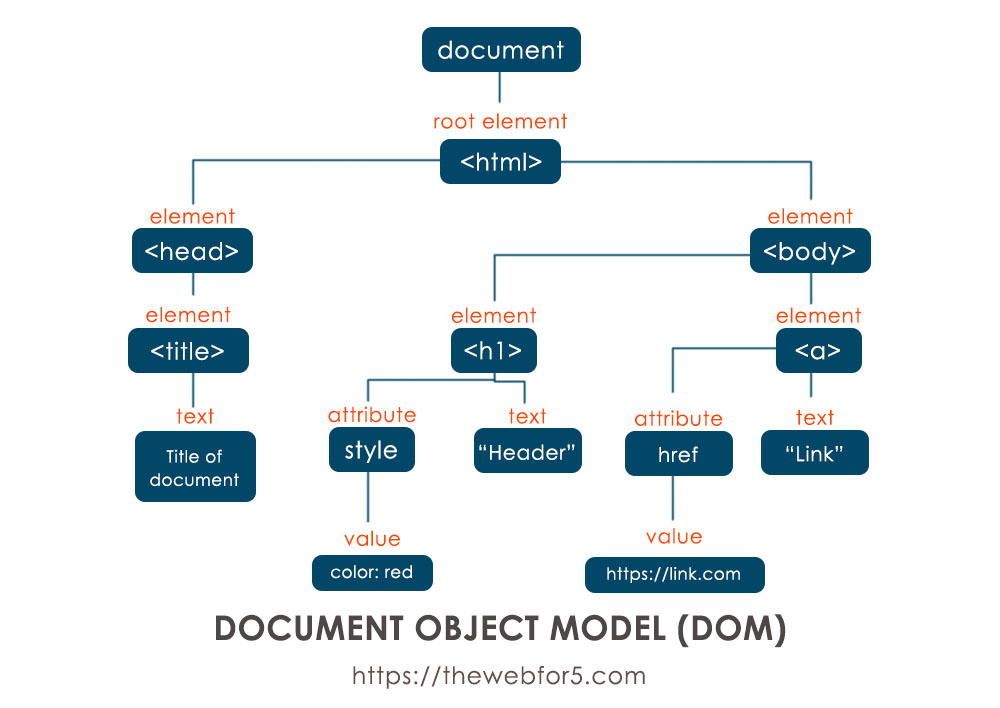 document
root element
<html>
element
element
<head>
<body>
element
element
element
<title>
<h1>
<a>
text
attribute
text
attribute
text
Title of
document
style
“Header”
href
“Link”
value
value
color: red
https://link.com
DOCUMENT OBJECT MODEL (DOM)
https://thewebfor5.com